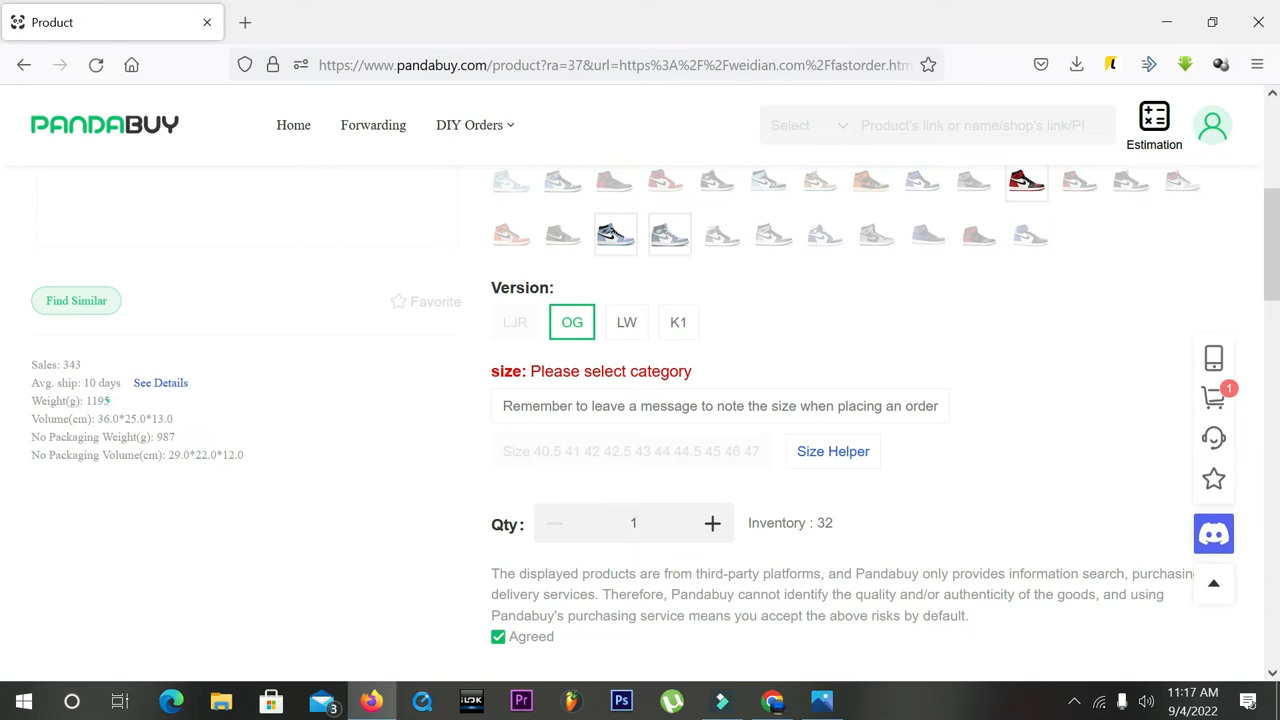 Product
https://www.pandabuy.com/product?ra=37&url=https%3A%2F%2Fweidian.com%2Ffastorder.htm
PANDABUY
Home
Forwarding
DIY Orders
Select
Product's link or name/shop's link/PI
Estimation
Version:
LJR
OG
LW
K1
Find Similar
Favorite
Sales: 343
Avg. ship: 10 days See Details
Weight(g): 1195
Volume(cm): 36.0*25.0*13.0
No Packaging Weight(g): 987
No Packaging Volume(cm): 29.0*22.0*12.0
size: Please select category
Remember to leave a message to note the size when placing an order
Size 40.5 41 42 42.5 43 44 44.5 45 46 47
Size Helper
Qty:
1
Inventory : 32
1
The displayed products are from third-party platforms, and Pandabuy only provides information search, purchasing
delivery services. Therefore, Pandabuy cannot identify the quality and/or authenticity of the goods, and using
Pandabuy's purchasing service means you accept the above risks by default.
Agreed
3
Pr
Ps
11:17 AM
9/4/2022